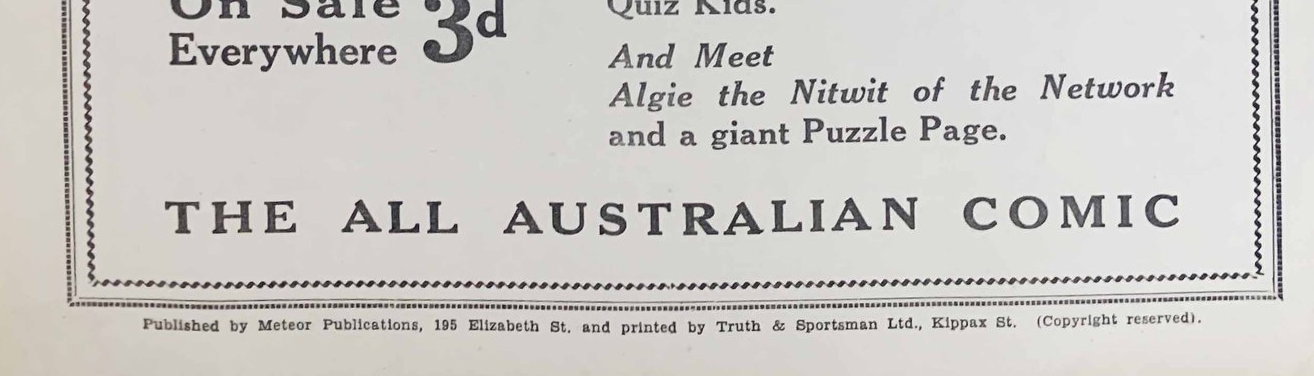 On Sale
Everywhere 3d
Quiz Kids.
And Meet
Algie the Nitwit of the Network
and a giant Puzzle Page.
THE ALL AUSTRALIAN COMIC
Published by Meteor Publications, 195 Elizabeth St. and printed by Truth & Sportsman Ltd., Kippax St. (Copyright reserved).